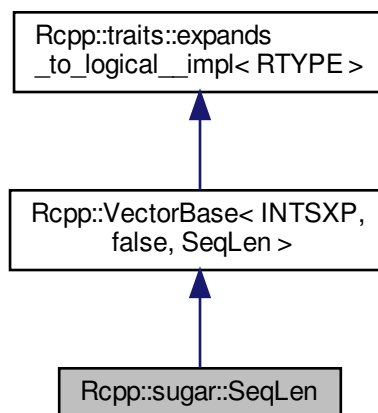 Rcpp::traits::expands
_to_logical__impl< RTYPE >
Rcpp::VectorBase< INTSXP,
false, SeqLen >
Rcpp::sugar::SeqLen